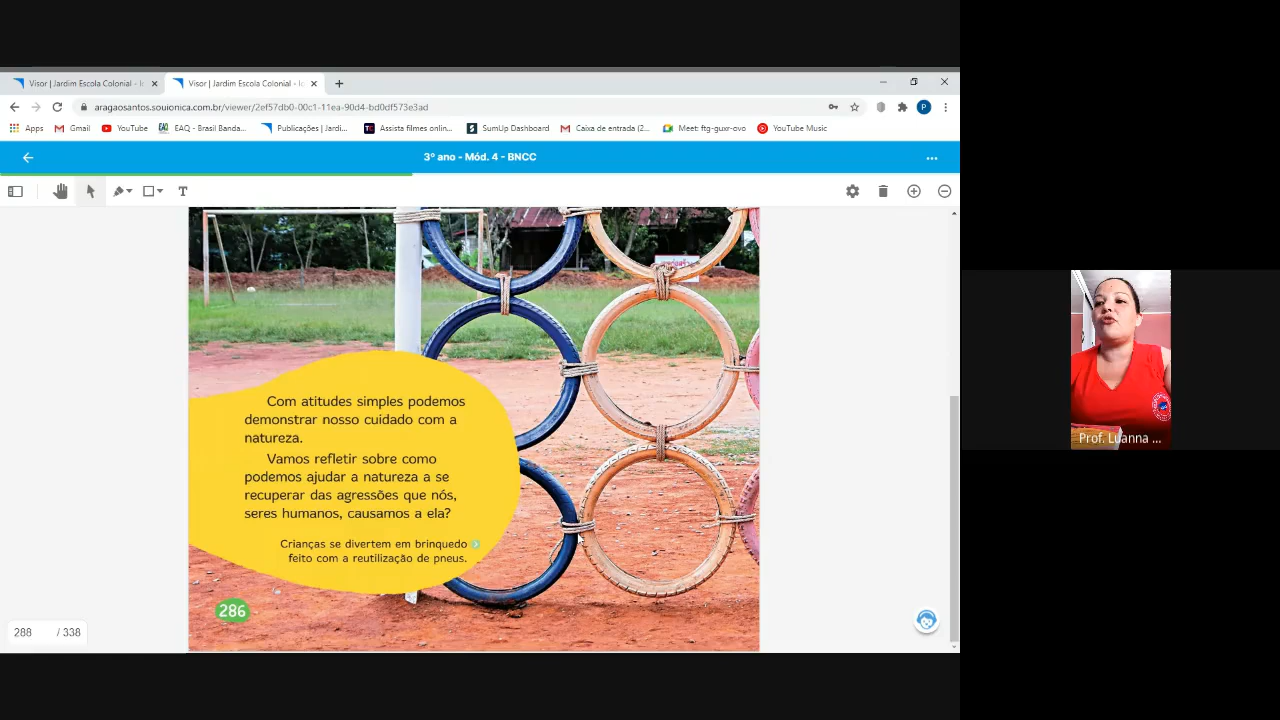 Visor | Jardim Escola Colonial - I
Visor | Jardim Escola Colonial - I
aragaosantos.souionica.com.br/viewer/2ef57db0-00c1-11ea-90d4-bd0df573e3ad
P
Apps
Gmail
YouTube
EAQ - Brasil Banda...
Publicações | Jardi...
Assista filmes onlin...
SumUp Dashboard
Caixa de entrada (2...
Meet: ftg-guxr-ovo
YouTube Music
3º ano - Mód. 4 - BNCC
T
Com atitudes simples podemos
demonstrar nosso cuidado com a
natureza.
Vamos refletir sobre como
podemos ajudar a natureza a se
recuperar das agressões que nós,
seres humanos, causamos a ela?
Crianças se divertem em brinquedo
feito com a reutilização de pneus.
286
288 / 338
Prof. Luanna ...